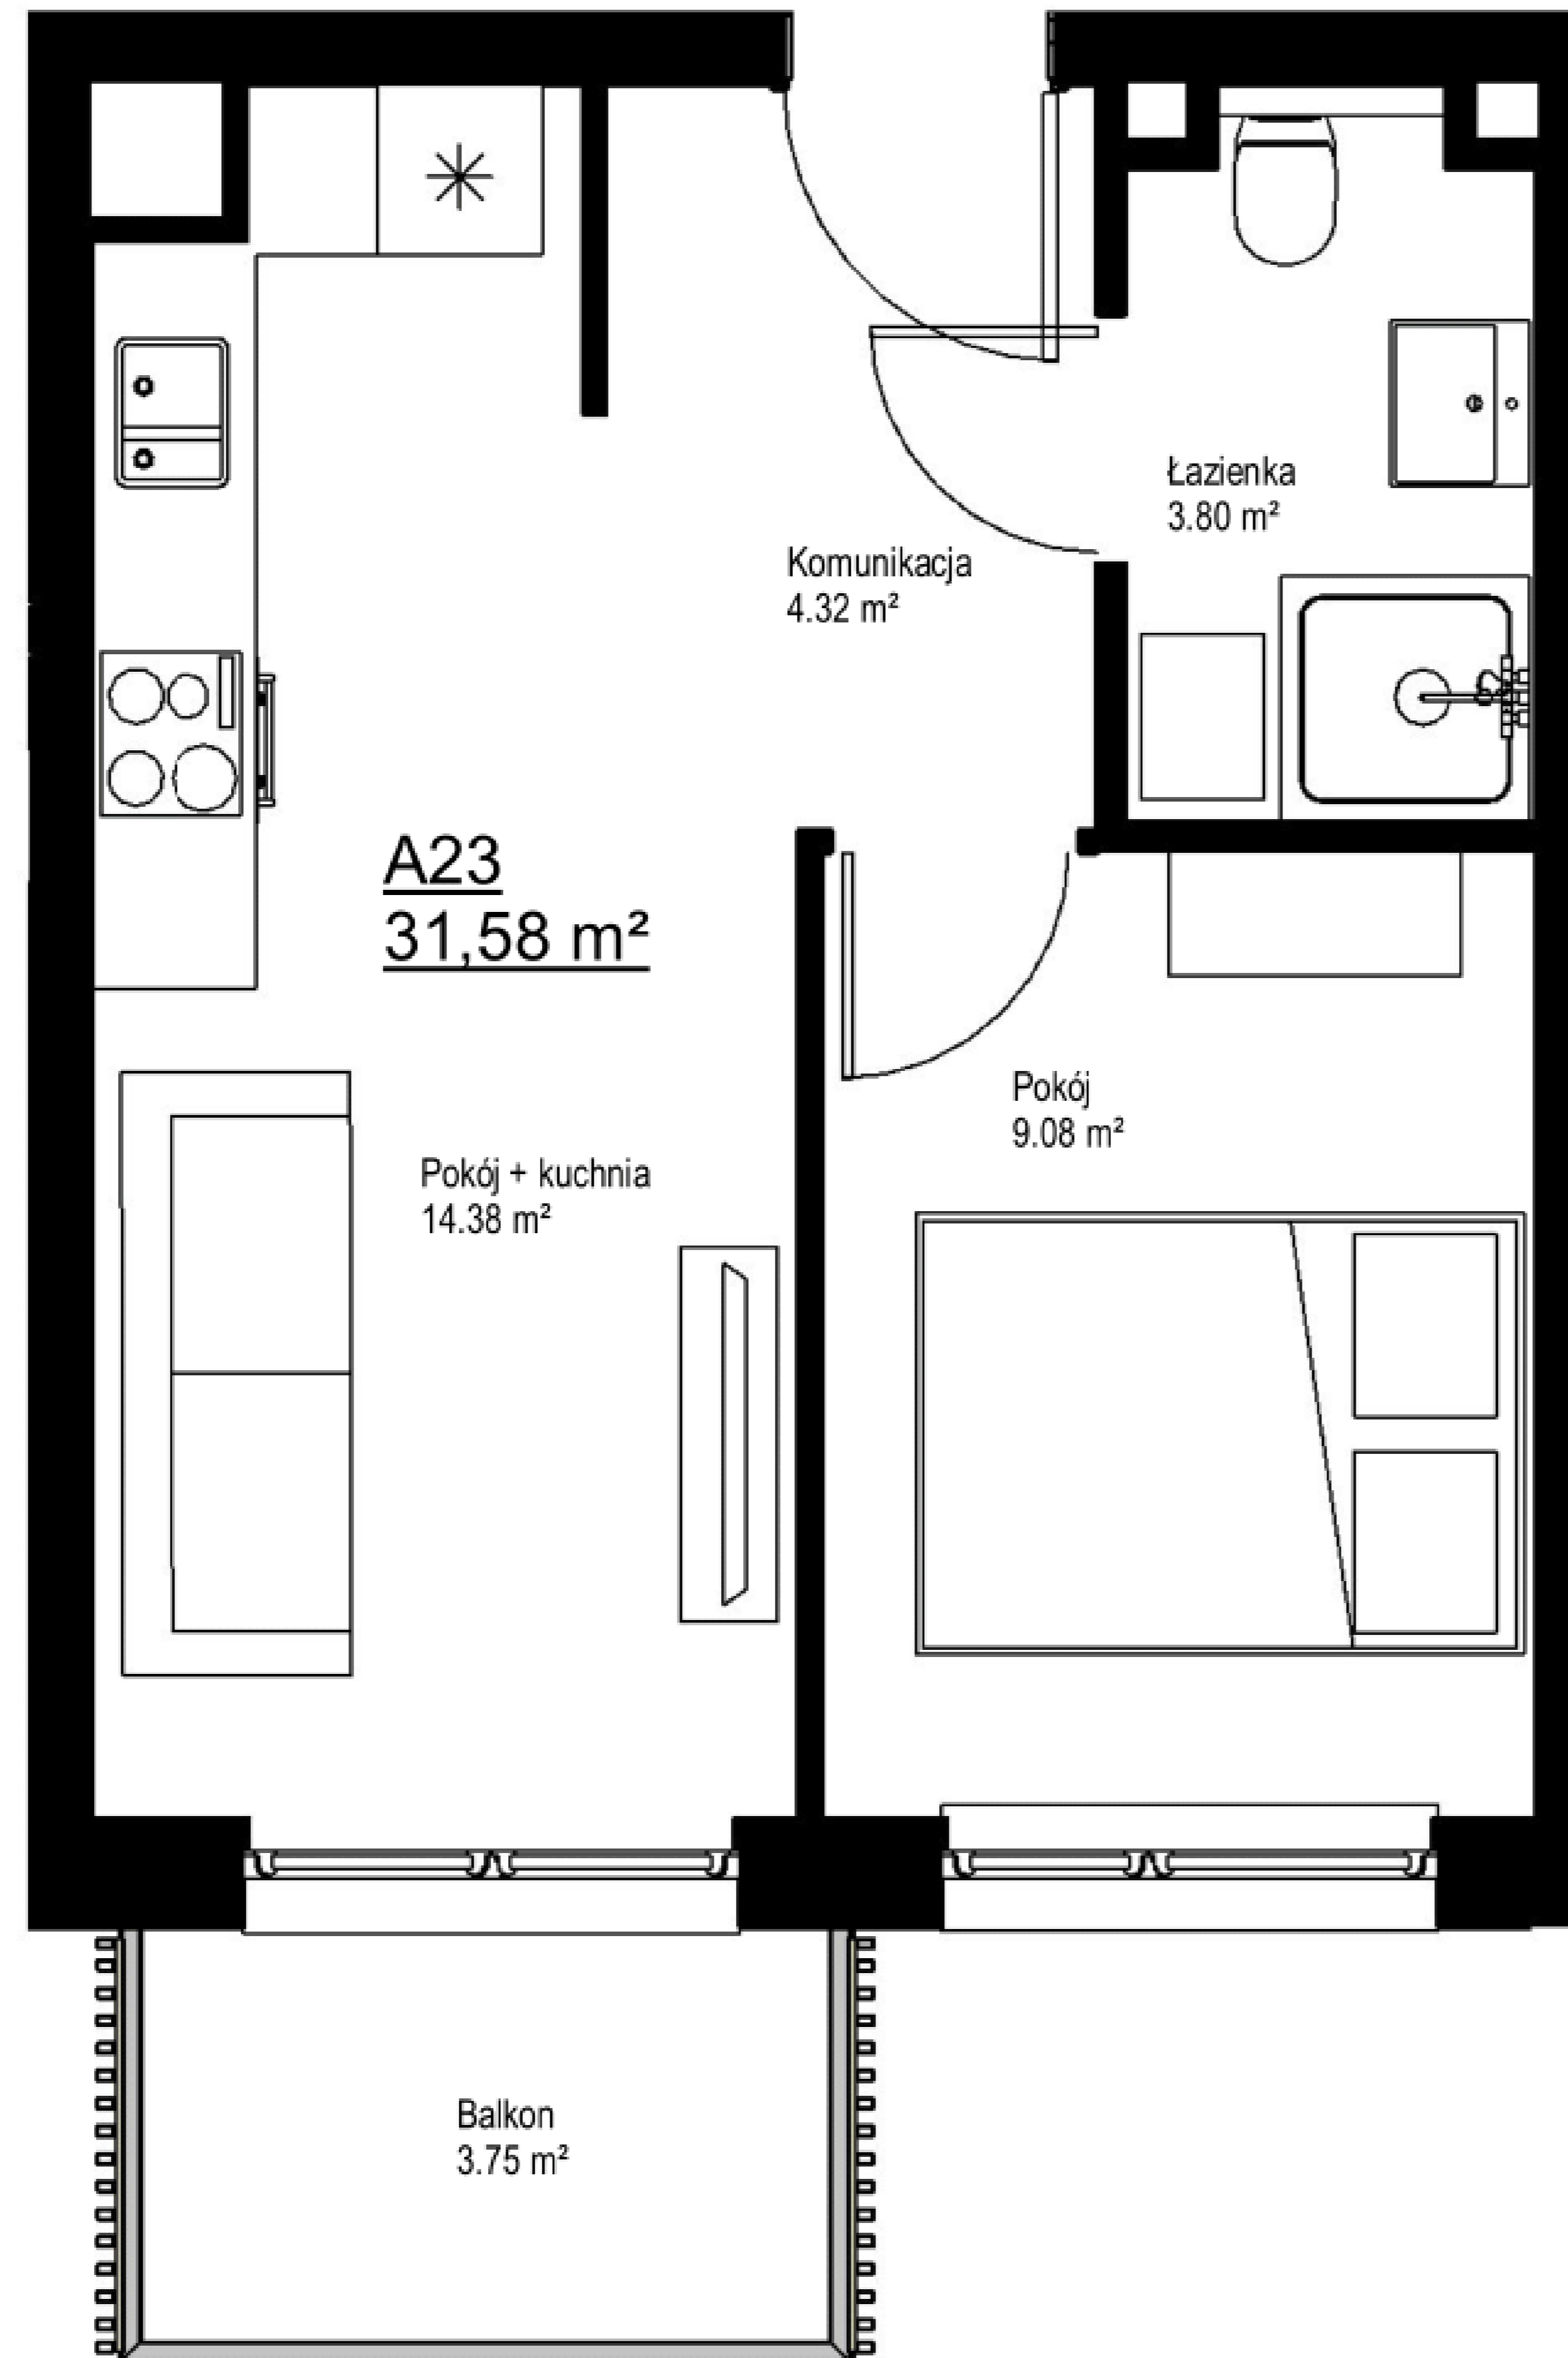 Łazienka
3.80 m²
Komunikacja
4.32 m²
A23
31,58 m²
Pokój
9.08 m²
Pokój + kuchnia
14.38 m²
Balkon
3.75 m²